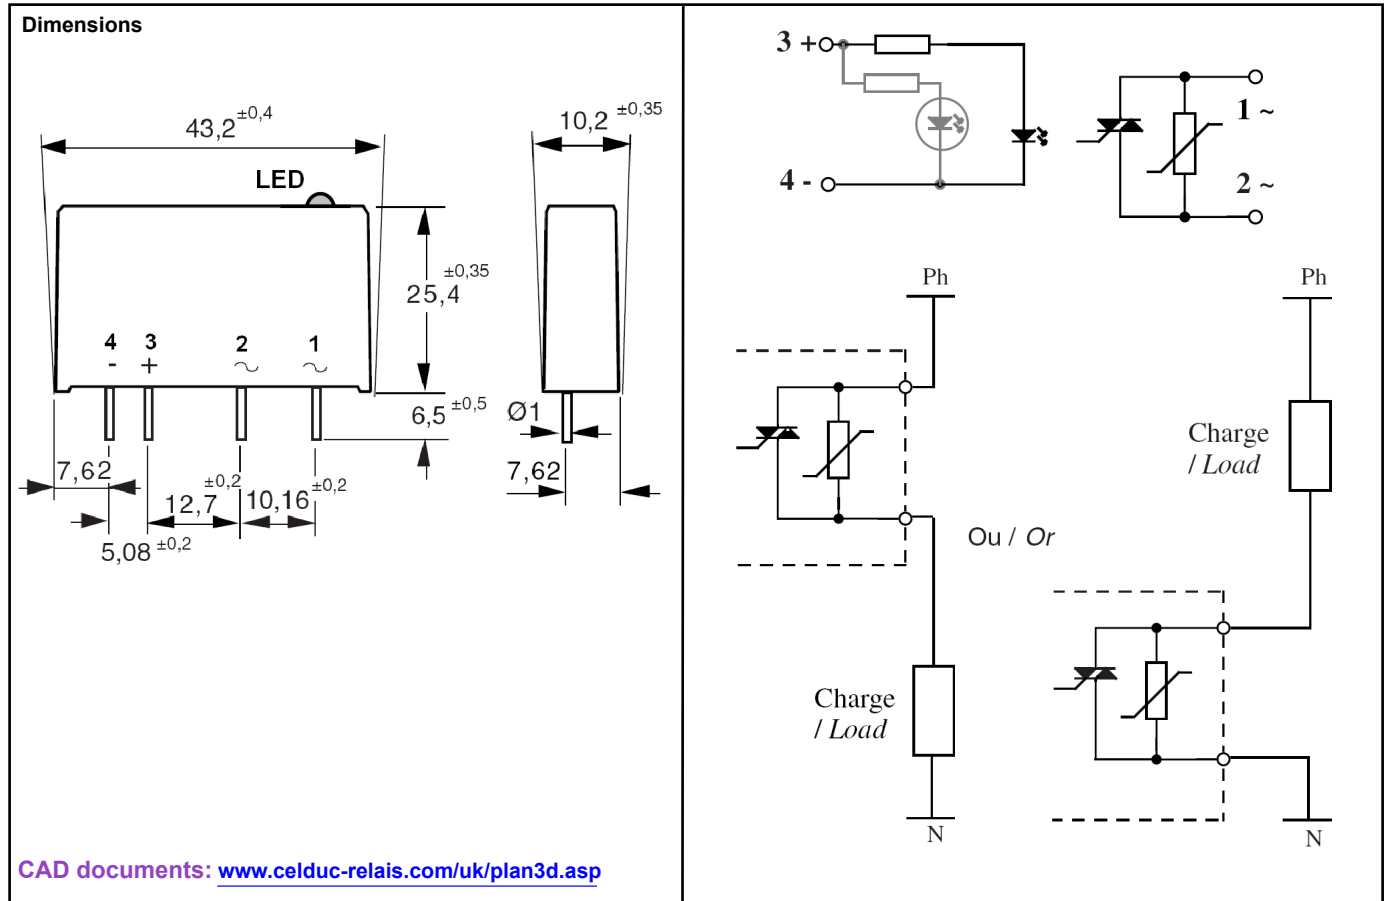 Dimensions
43,2 ±0,4
10,2 ±0,35
LED
25,4 ±0,35
4 3 2 1
- + ~ ~
6,5 ±0,5
Ø1
7,62
12,7 ±0,2
10,16 ±0,2
7,62
5,08 ±0,2
CAD documents: www.celduc-relais.com/uk/plan3d.asp
3 +
4 -
1 ~
2 ~
Ph
Charge
/ Load
N
Ou / Or
Ph
Charge
/ Load
N